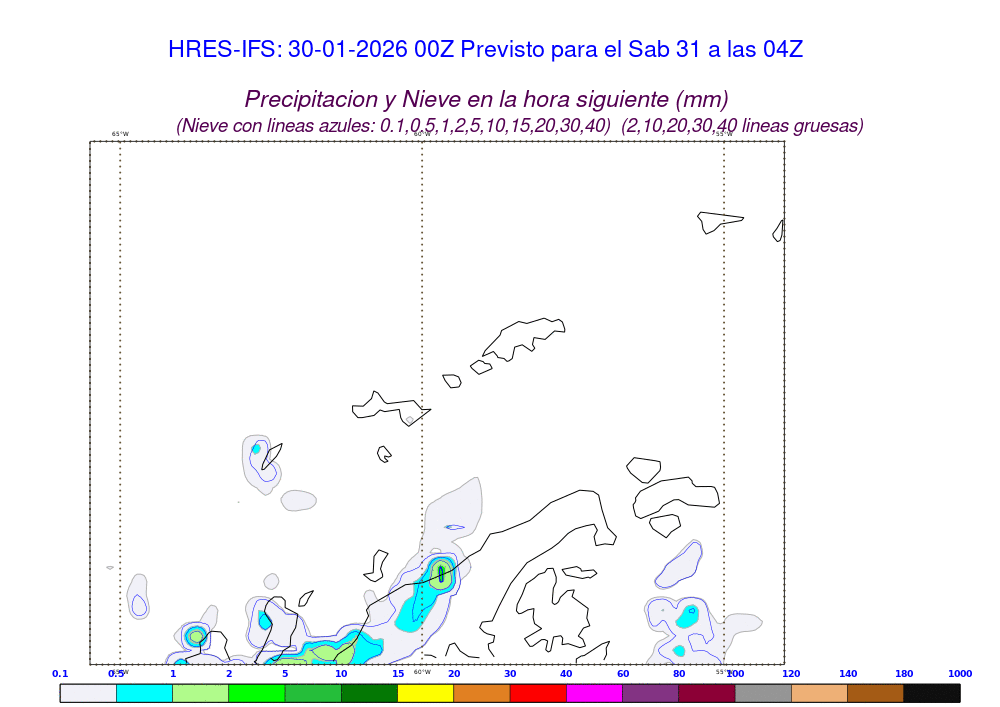 HRES-IFS: 30-01-2026 00Z Previsto para el Sab 31 a las 04Z
Precipitacion y Nieve en la hora siguiente (mm)
(Nieve con lineas azules: 0.1,0.5,1,2,5,10,15,20,30,40)  (2,10,20,30,40 lineas gruesas)
65°W 60°W 55°W
65°W 60°W 55°W
0.1 0.5 1 2 5 10 15 20 30 40 60 80 100 120 140 180 1000